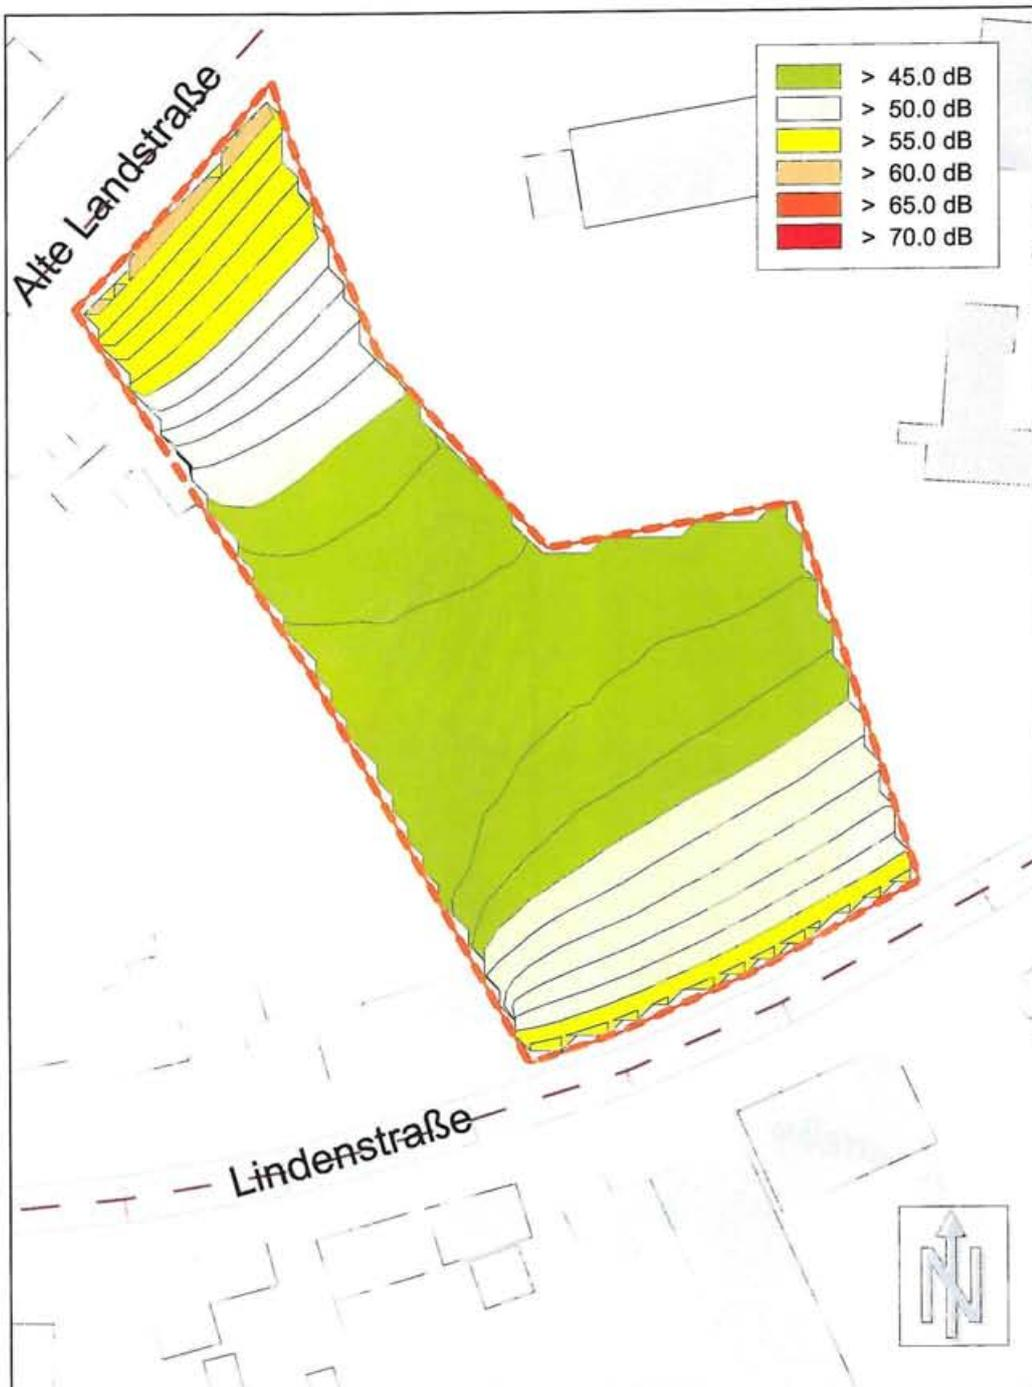 Alte Landstraße
> 45.0 dB
> 50.0 dB
> 55.0 dB
> 60.0 dB
> 65.0 dB
> 70.0 dB
Lindenstraße
N